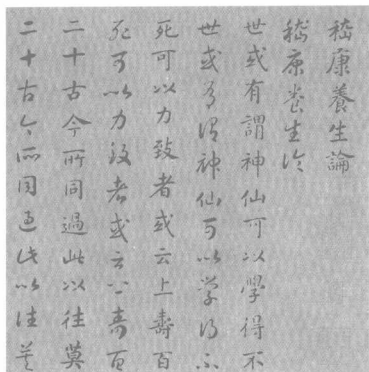 嵇康養生論
嵇康養生論
世或有謂神仙可以學得不
世或有謂神仙可以學得不
死可以力致者或云上壽百
死可以力致者或云上壽百
二十古今所同過此以往莫
二十古今所同過此以往莫